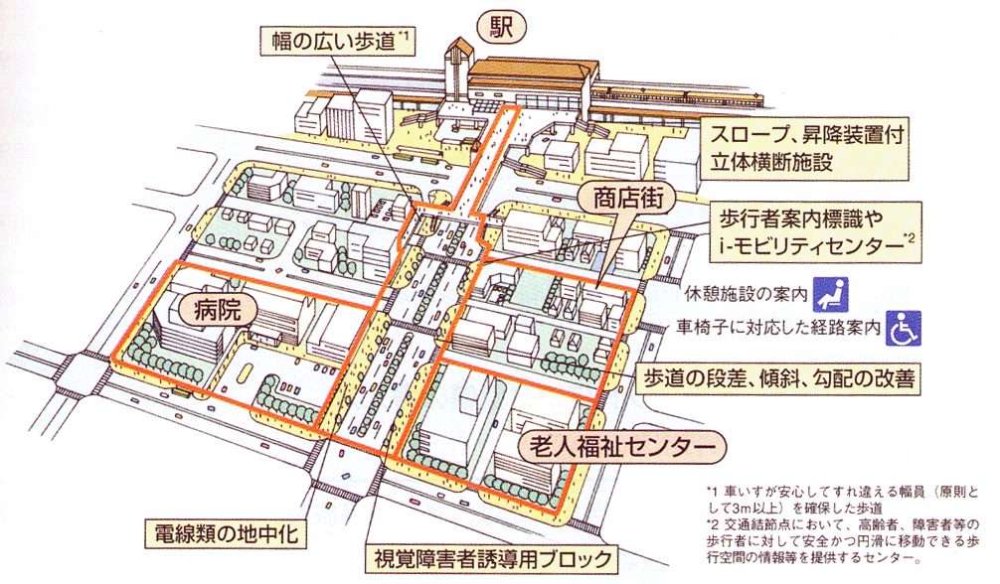 駅
幅の広い歩道*1
スロープ、昇降装置付
立体横断施設
商店街
歩行者案内標識や
i-モビリティセンター*2
休憩施設の案内
病院
車椅子に対応した経路案内
歩道の段差、傾斜、勾配の改善
老人福祉センター
電線類の地中化
視覚障害者誘導用ブロック
*1 車いすが安心してすれ違える幅員(原則と
して3m以上)を確保した歩道
*2 交通結節点において、高齢者、障害者等の
歩行者に対して安全かつ円滑に移動できる歩
行空間の情報等を提供するセンター。